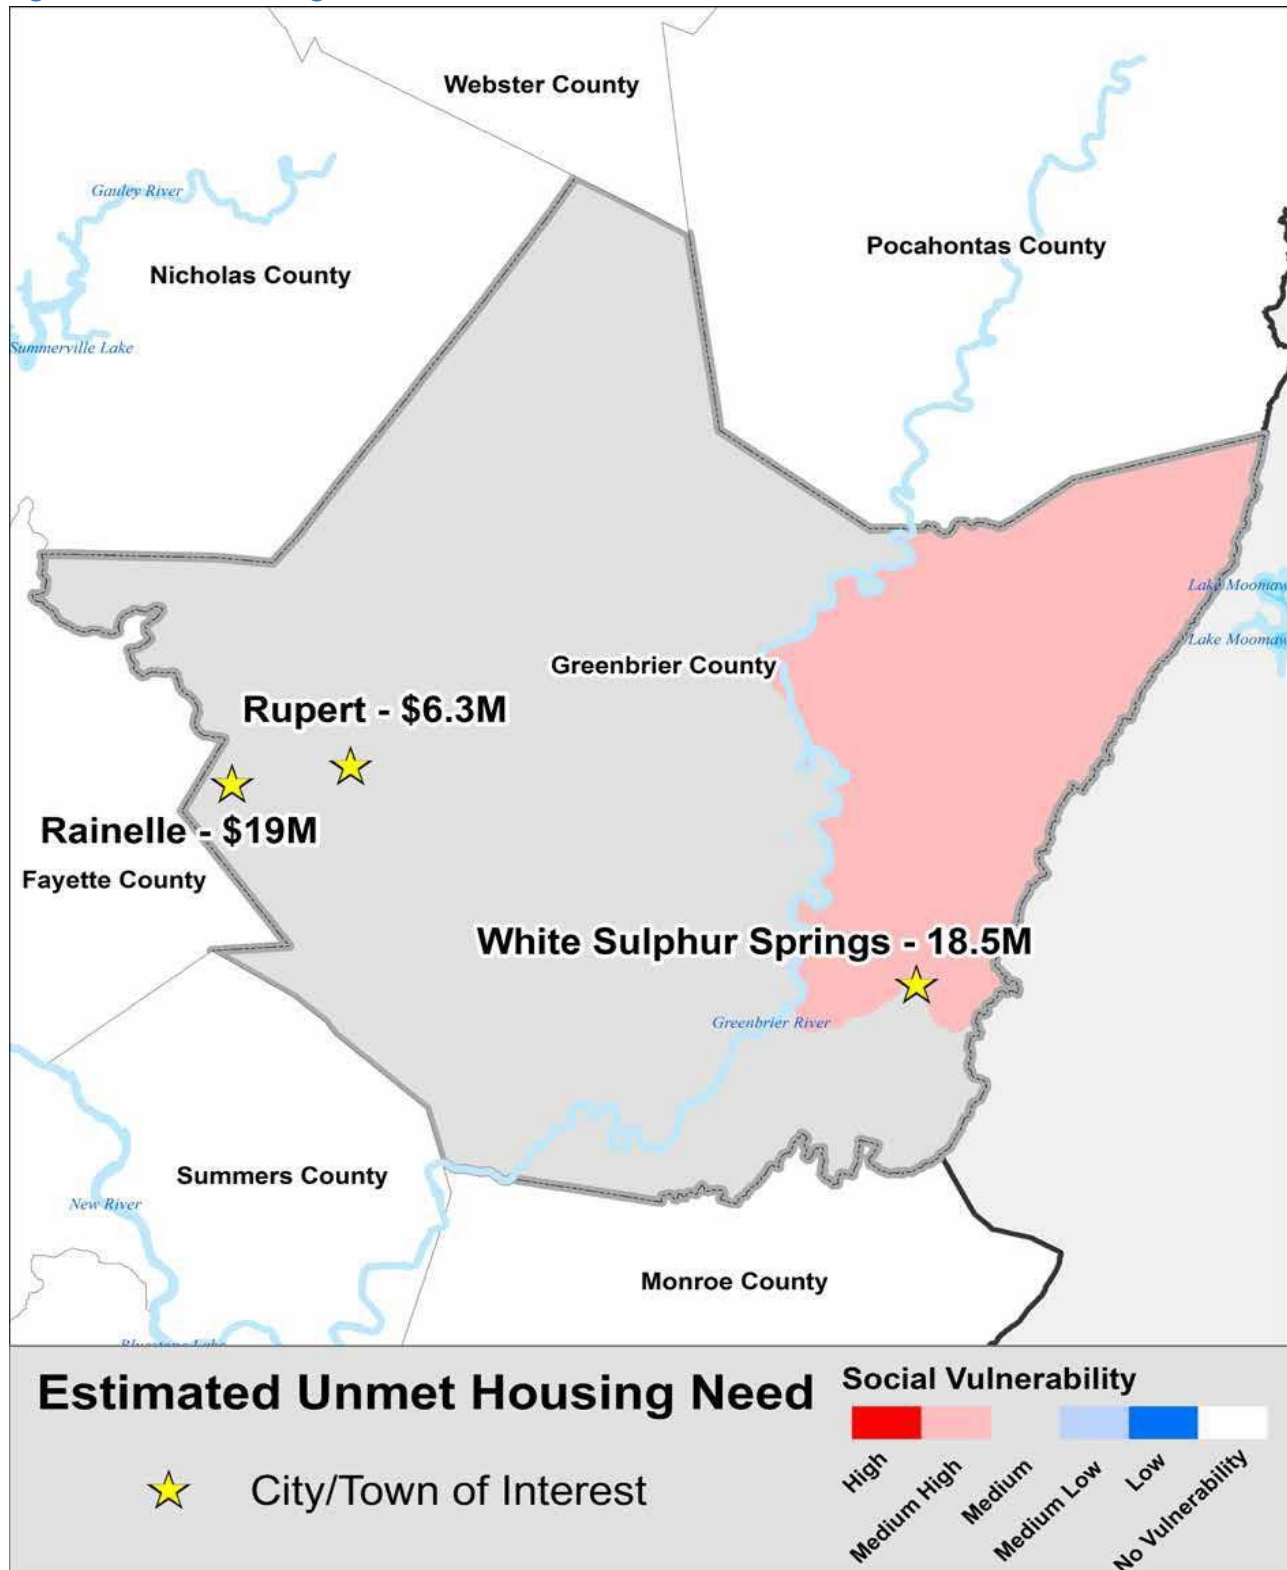 Webster County
Gauley River
Pocahontas County
Nicholas County
Summerville Lake
Lake Moomaw
Lake Moomaw
Greenbrier County
Rupert - $6.3M
Rainelle - $19M
Fayette County
White Sulphur Springs - 18.5M
Greenbrier River
Summers County
New River
Monroe County
Bluestone Lake
Estimated Unmet Housing Need
City/Town of Interest
Social Vulnerability
High
Medium High
Medium
Medium Low
Low
No Vulnerability